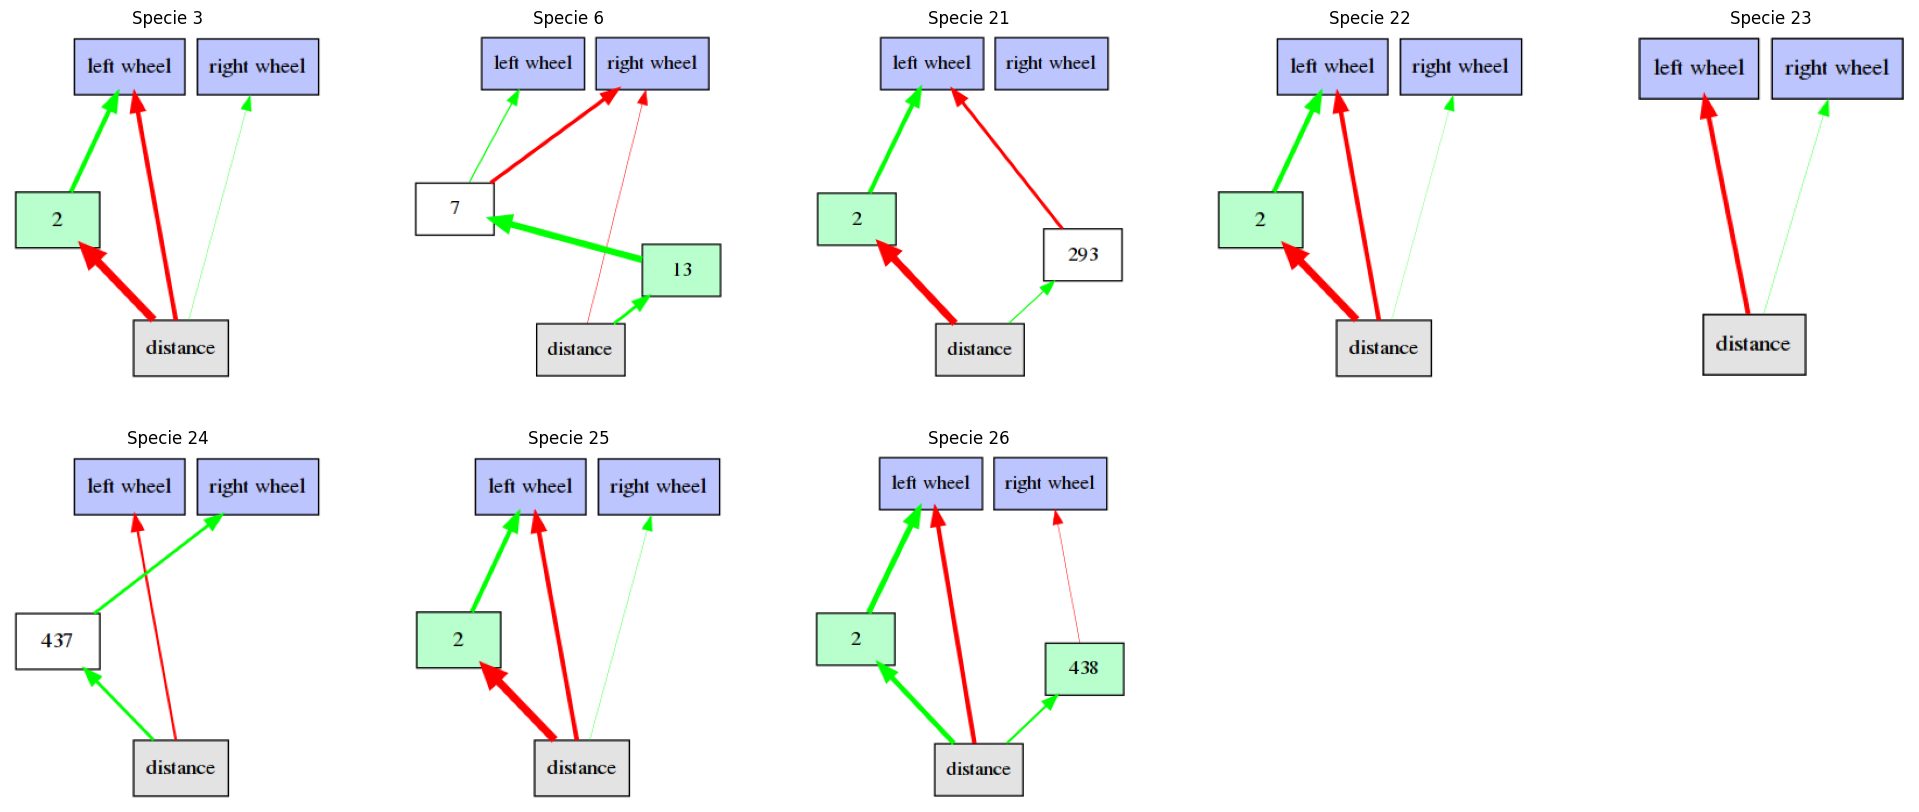 Specie 3
left wheel
right wheel
2
distance
Specie 6
left wheel
right wheel
7
13
distance
Specie 21
left wheel
right wheel
2
293
distance
Specie 22
left wheel
right wheel
2
distance
Specie 23
left wheel
right wheel
distance
Specie 24
left wheel
right wheel
437
distance
Specie 25
left wheel
right wheel
2
distance
Specie 26
left wheel
right wheel
2
438
distance